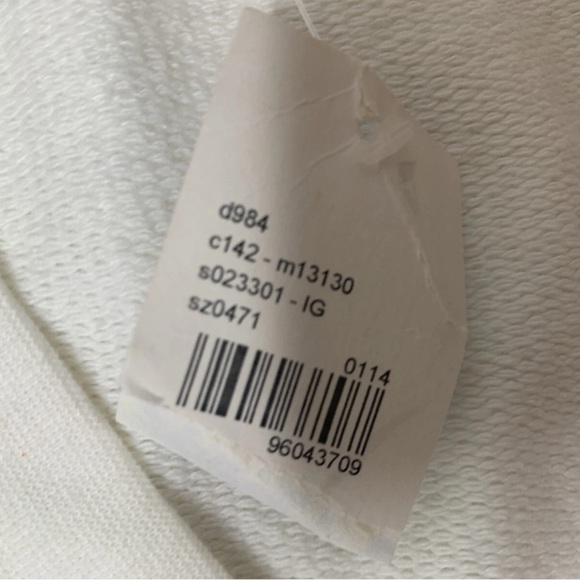 d984
c142 - m13130
s023301 - IG
sz0471
0114
96043709